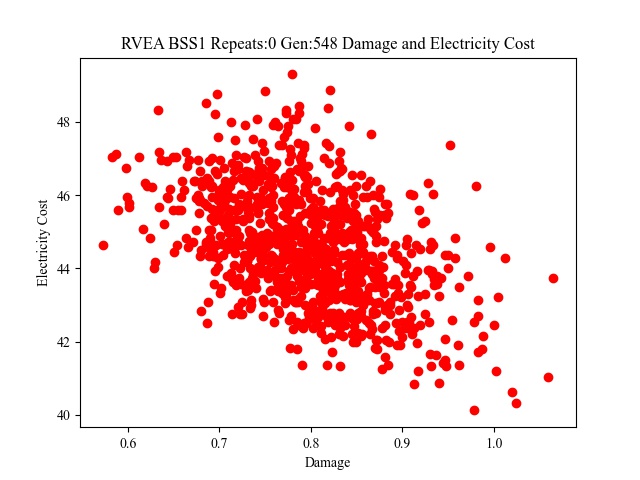 RVEA BSS1 Repeats:0 Gen:548 Damage and Electricity Cost
48
46
44
42
40
Electricity Cost
0.6 0.7 0.8 0.9 1.0
Damage